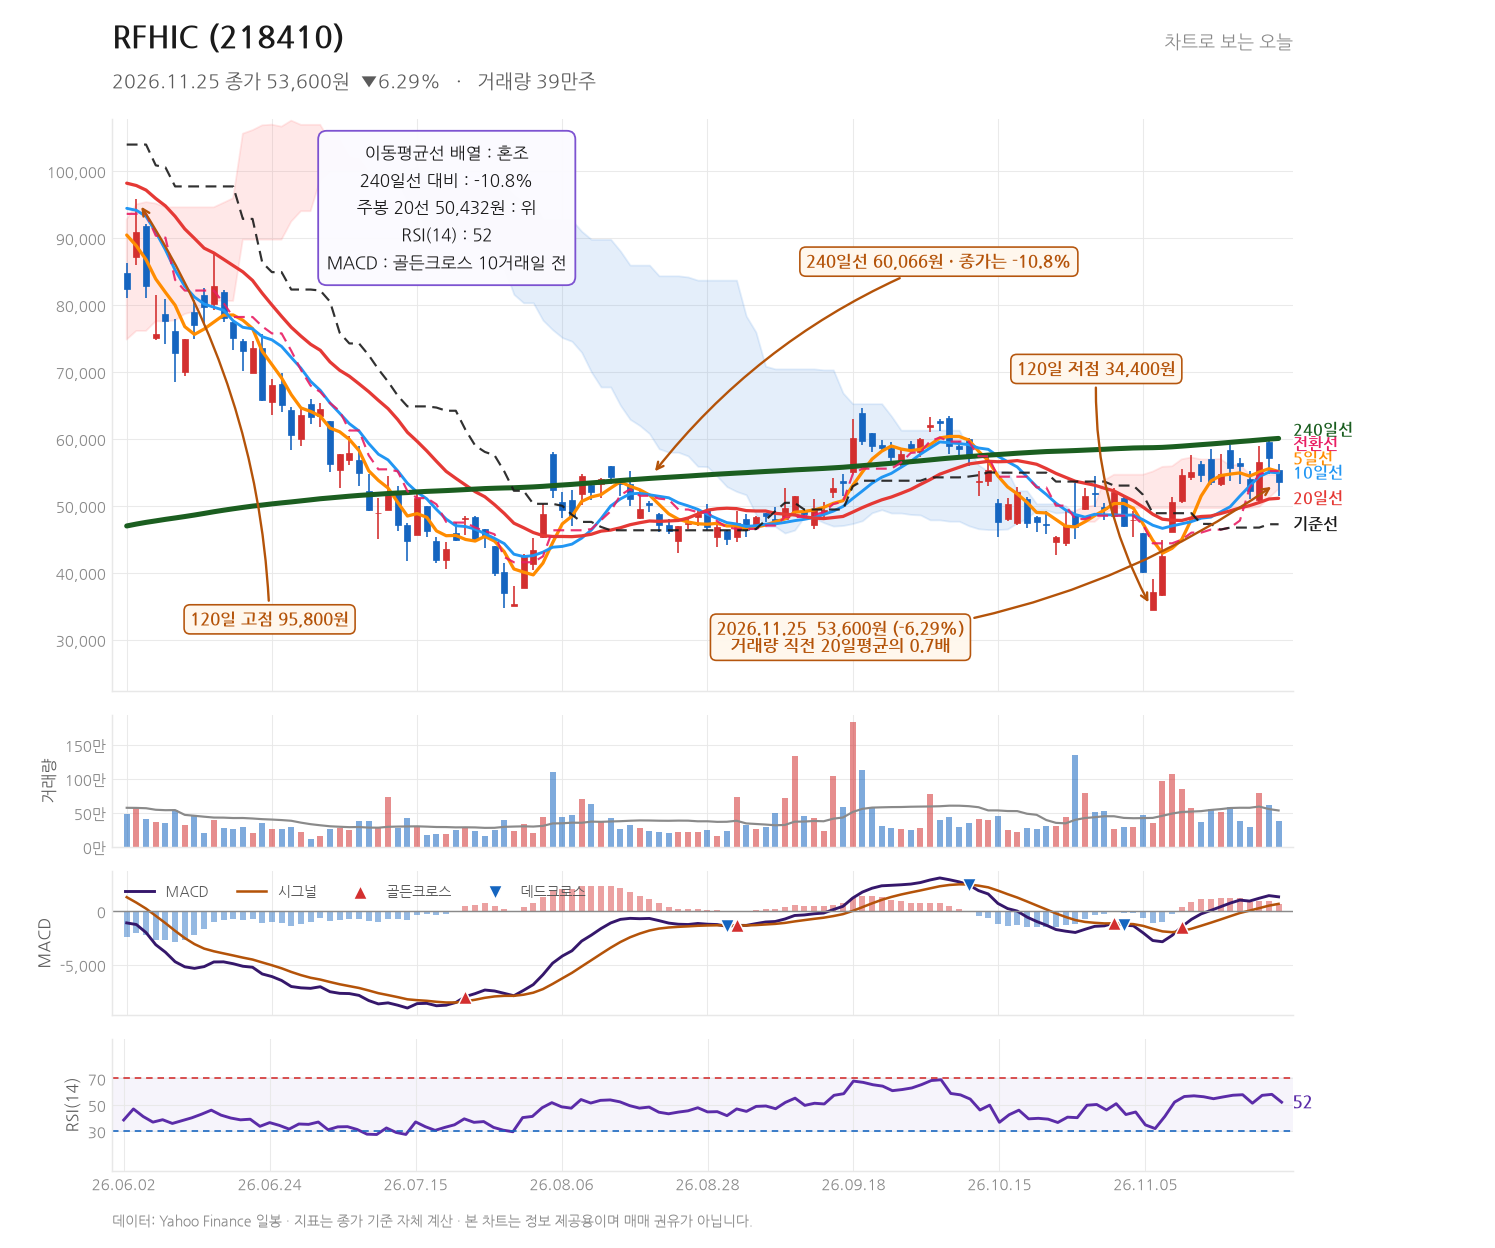 RFHIC (218410)
차트로 보는 오늘
2026.11.25 종가 53,600원 ▼6.29% · 거래량 39만주
이동평균선 배열 : 혼조
240일선 대비 : -10.8%
주봉 20선 50,432원 : 위
RSI(14) : 52
MACD : 골든크로스 10거래일 전
240일선 60,066원 · 종가는 -10.8%
120일 저점 34,400원
120일 고점 95,800원
2026.11.25 53,600원 (-6.29%)
거래량 직전 20일평균의 0.7배
100,000
90,000
80,000
70,000
60,000
50,000
40,000
30,000
240일선
전환선
5일선
10일선
20일선
기준선
거래량
150만
100만
50만
0만
MACD
MACD
시그널
골든크로스
데드크로스
0
-5,000
RSI(14)
70
50
30
52
26.06.02
26.06.24
26.07.15
26.08.06
26.08.28
26.09.18
26.10.15
26.11.05
데이터: Yahoo Finance 일봉 · 지표는 종가 기준 자체 계산 · 본 차트는 정보 제공용이며 매매 권유가 아닙니다.